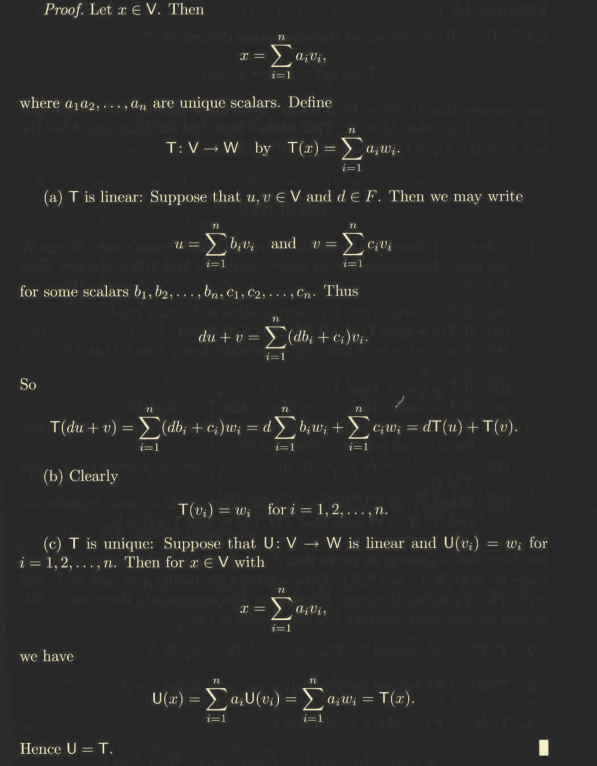 Proof. Let x ∈ V. Then
x = ∑_{i=1}^{n} a_i v_i,
where a_1 a_2, . . . , a_n are unique scalars. Define
T: V → W by T(x) = ∑_{i=1}^{n} a_i w_i.
(a) T is linear: Suppose that u, v ∈ V and d ∈ F. Then we may write
u = ∑_{i=1}^{n} b_i v_i and v = ∑_{i=1}^{n} c_i v_i
for some scalars b_1, b_2, . . . , b_n, c_1, c_2, . . . , c_n. Thus
du + v = ∑_{i=1}^{n} (db_i + c_i)v_i.
So
T(du + v) = ∑_{i=1}^{n} (db_i + c_i)w_i = d ∑_{i=1}^{n} b_i w_i + ∑_{i=1}^{n} c_i w_i = dT(u) + T(v).
(b) Clearly
T(v_i) = w_i for i = 1, 2, . . . , n.
(c) T is unique: Suppose that U: V → W is linear and U(v_i) = w_i for
i = 1, 2, . . . , n. Then for x ∈ V with
x = ∑_{i=1}^{n} a_i v_i,
we have
U(x) = ∑_{i=1}^{n} a_i U(v_i) = ∑_{i=1}^{n} a_i w_i = T(x).
Hence U = T.